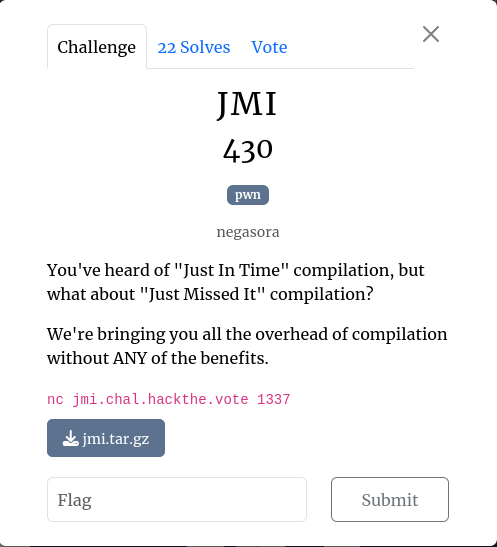 Challenge
22 Solves
Vote
JMI
430
pwn
negasora
You've heard of "Just In Time" compilation, but
what about "Just Missed It" compilation?
We're bringing you all the overhead of compilation
without ANY of the benefits.
nc jmi.chal.hackthe.vote 1337
jmi.tar.gz
Flag
Submit